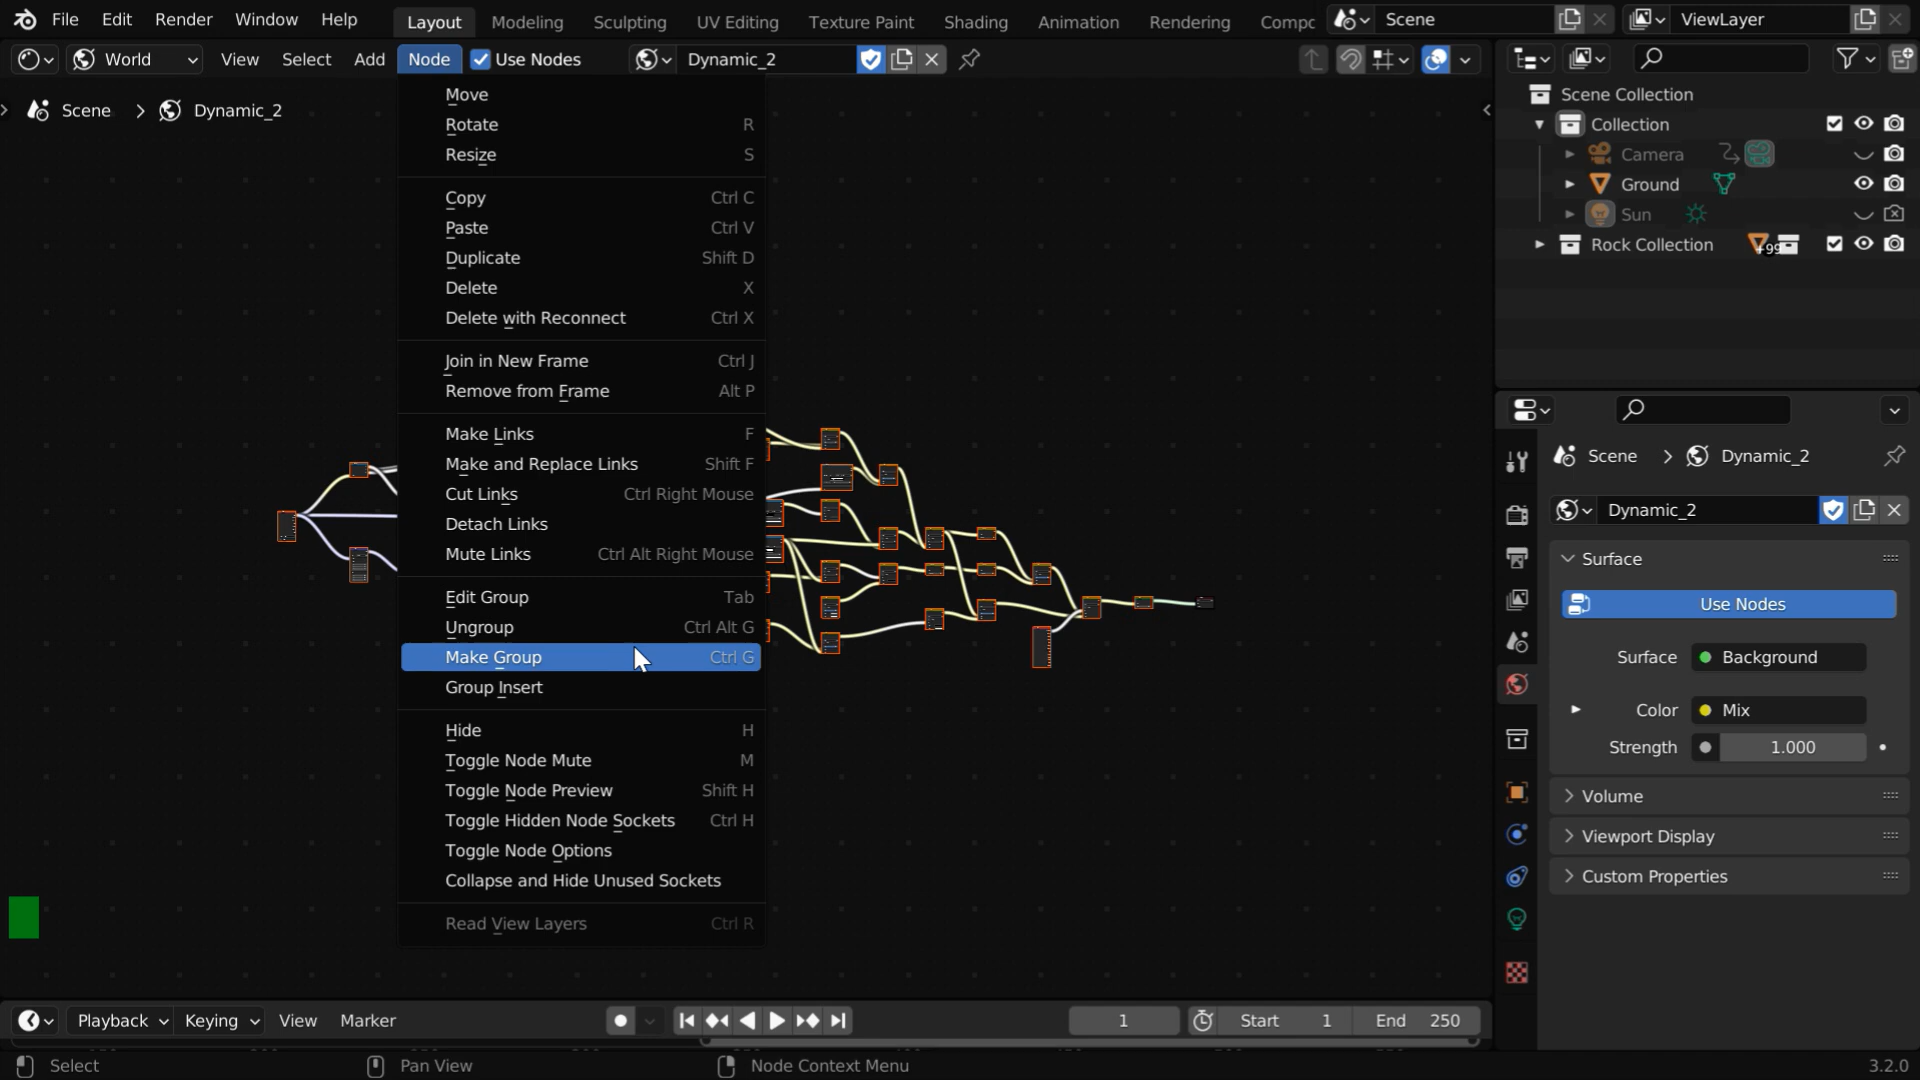 File Edit Render Window Help Layout Modeling Sculpting UV Editing Texture Paint Shading Animation Rendering Compc Scene ViewLayer
World View Select Add Node Use Nodes Dynamic_2
Scene > Dynamic_2
Move
Rotate R
Resize S
Copy Ctrl C
Paste Ctrl V
Duplicate Shift D
Delete X
Delete with Reconnect Ctrl X
Join in New Frame Ctrl J
Remove from Frame Alt P
Make Links F
Make and Replace Links Shift F
Cut Links Ctrl Right Mouse
Detach Links
Mute Links Ctrl Alt Right Mouse
Edit Group Tab
Ungroup Ctrl Alt G
Make Group Ctrl G
Group Insert
Hide H
Toggle Node Mute M
Toggle Node Preview Shift H
Toggle Hidden Node Sockets Ctrl H
Toggle Node Options
Collapse and Hide Unused Sockets
Read View Layers Ctrl R
Scene Collection
Collection
Camera
Ground
Sun
Rock Collection +99
Scene > Dynamic_2
Dynamic_2
Surface
Use Nodes
Surface Background
Color Mix
Strength 1.000
Volume
Viewport Display
Custom Properties
Playback Keying View Marker 1 Start 1 End 250
Select Pan View Node Context Menu 3.2.0